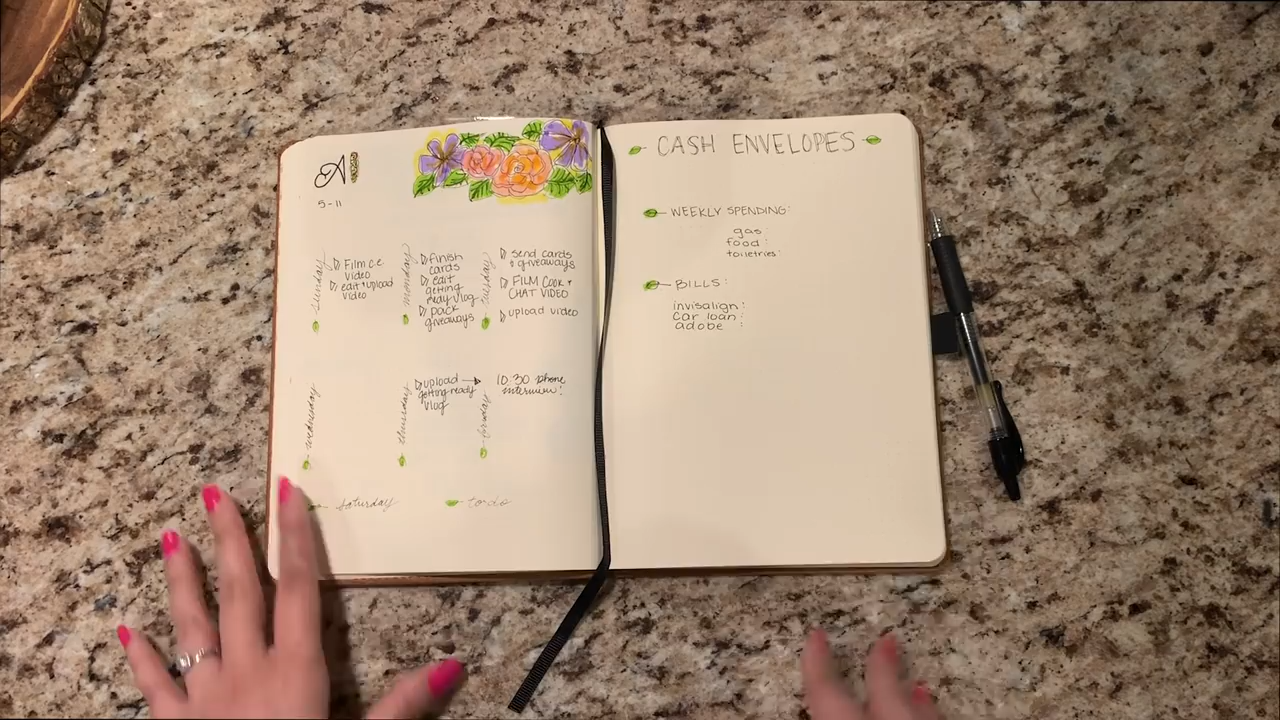 A
5-11
sunday
▷ Film c.e.
video
▷ edit + upload
video
monday
▷ finish
cards
▷ edit
getting
ready vlog
▷ pack
giveaways
tuesday
▷ send cards
+ giveaways
▷ FILM COOK +
CHAT VIDEO
▷ upload video
wednesday
thursday
▷ upload →
getting ready
vlog
friday
10:30 phone
interview!
saturday
to-do
CASH ENVELOPES
WEEKLY SPENDING:
gas
food:
toiletries:
BILLS:
invisalign:
car loan:
adobe :